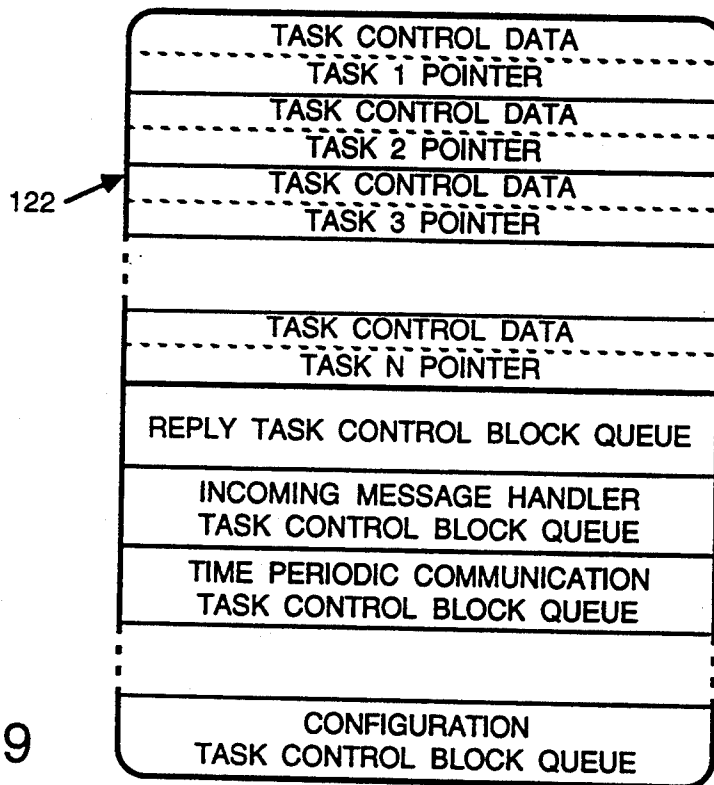 TASK CONTROL DATA
TASK 1 POINTER
TASK CONTROL DATA
TASK 2 POINTER
122
TASK CONTROL DATA
TASK 3 POINTER
TASK CONTROL DATA
TASK N POINTER
REPLY TASK CONTROL BLOCK QUEUE
INCOMING MESSAGE HANDLER
TASK CONTROL BLOCK QUEUE
TIME PERIODIC COMMUNICATION
TASK CONTROL BLOCK QUEUE
CONFIGURATION
TASK CONTROL BLOCK QUEUE
9